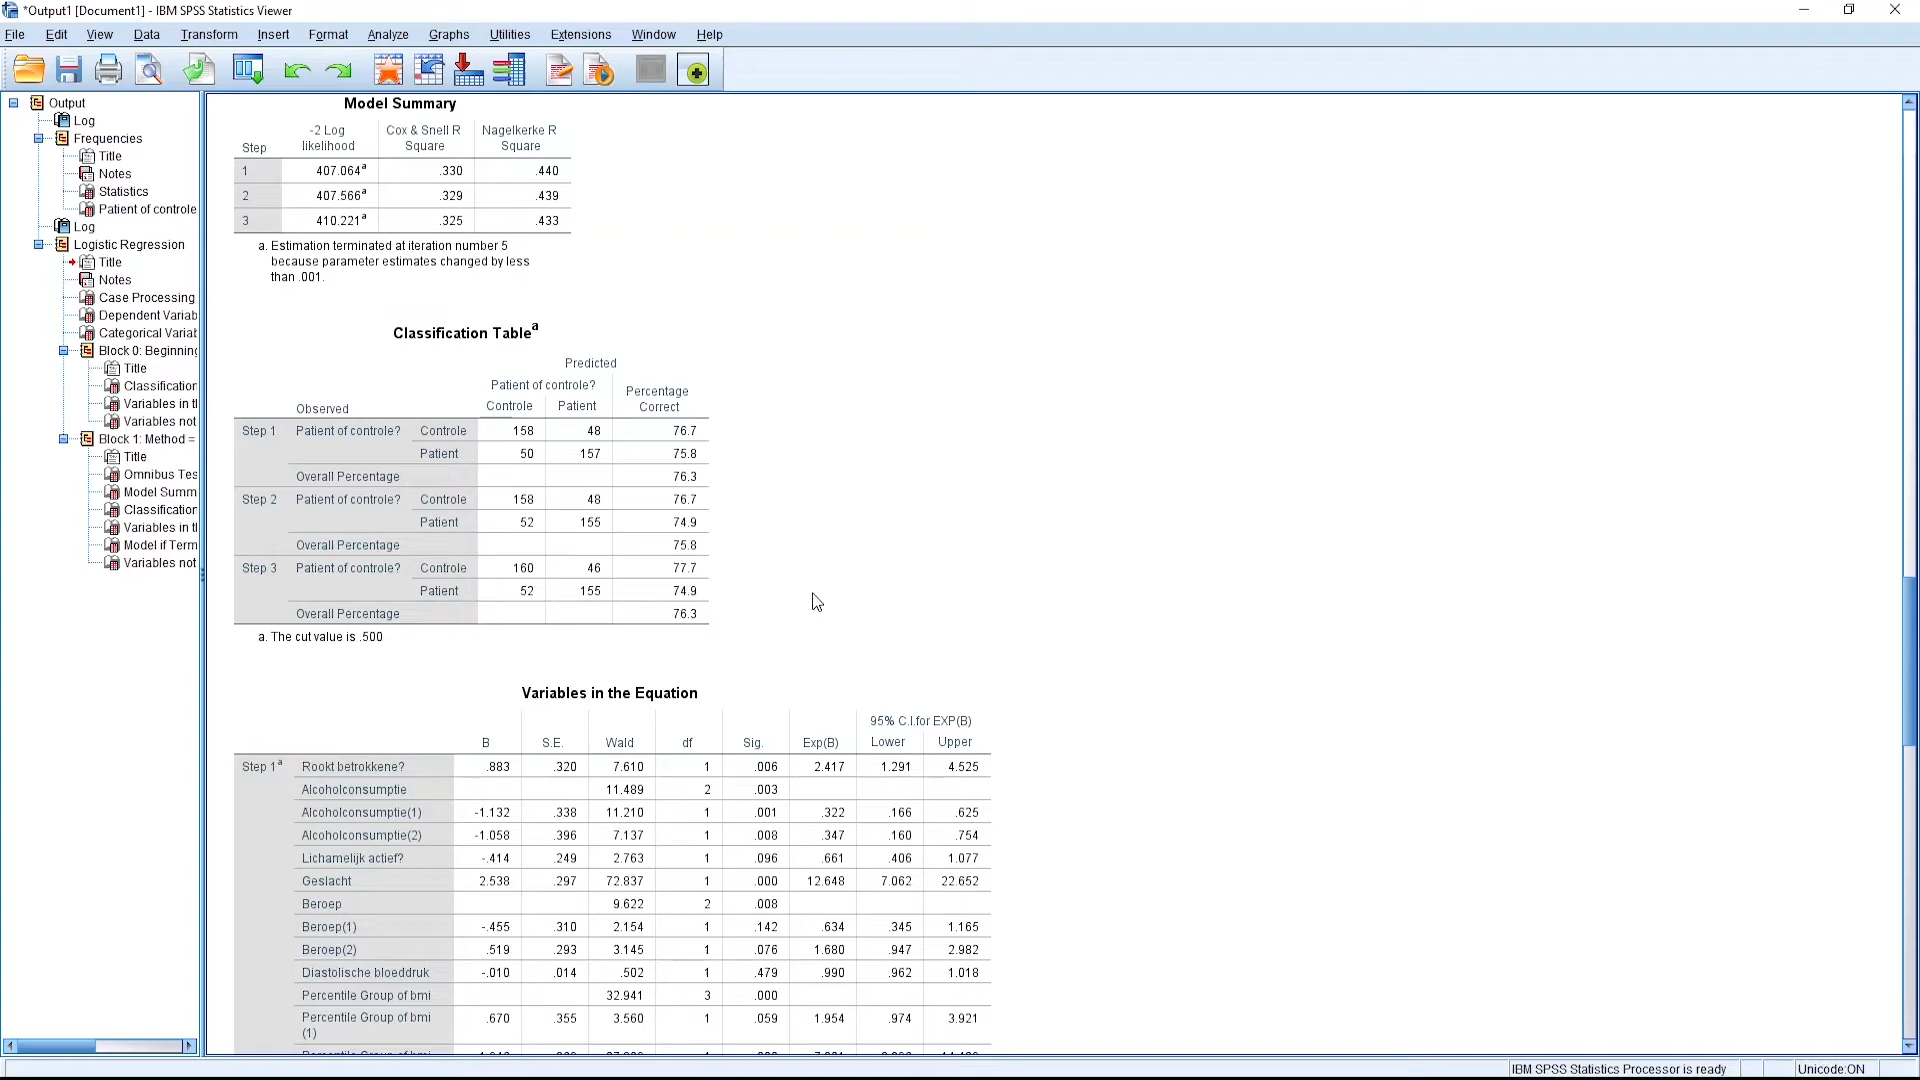 *Output1 [Document1] - IBM SPSS Statistics Viewer
File Edit View Data Transform Insert Format Analyze Graphs Utilities Extensions Window Help
Output
Log
Frequencies
Title
Notes
Statistics
Patient of controle
Log
Logistic Regression
Title
Notes
Case Processing
Dependent Variab
Categorical Variab
Block 0: Beginning
Title
Classification
Variables in t
Variables not
Block 1: Method =
Title
Omnibus Tes
Model Summ
Classification
Variables in t
Model if Term
Variables not
Model Summary
Step -2 Log likelihood Cox & Snell R Square Nagelkerke R Square
1 407.064a .330 .440
2 407.566a .329 .439
3 410.221a .325 .433
a. Estimation terminated at iteration number 5
because parameter estimates changed by less
than .001.
Classification Tablea
Predicted
Patient of controle? Percentage Correct
Observed Controle Patient
Step 1 Patient of controle? Controle 158 48 76.7
Patient 50 157 75.8
Overall Percentage 76.3
Step 2 Patient of controle? Controle 158 48 76.7
Patient 52 155 74.9
Overall Percentage 75.8
Step 3 Patient of controle? Controle 160 46 77.7
Patient 52 155 74.9
Overall Percentage 76.3
a. The cut value is .500
Variables in the Equation
95% C.I.for EXP(B)
B S.E. Wald df Sig. Exp(B) Lower Upper
Step 1a Rookt betrokkene? .883 .320 7.610 1 .006 2.417 1.291 4.525
Alcoholconsumptie 11.489 2 .003
Alcoholconsumptie(1) -1.132 .338 11.210 1 .001 .322 .166 .625
Alcoholconsumptie(2) -1.058 .396 7.137 1 .008 .347 .160 .754
Lichamelijk actief? -.414 .249 2.763 1 .096 .661 .406 1.077
Geslacht 2.538 .297 72.837 1 .000 12.648 7.062 22.652
Beroep 9.622 2 .008
Beroep(1) -.455 .310 2.154 1 .142 .634 .345 1.165
Beroep(2) .519 .293 3.145 1 .076 1.680 .947 2.982
Diastolische bloeddruk -.010 .014 .502 1 .479 .990 .962 1.018
Percentile Group of bmi 32.941 3 .000
Percentile Group of bmi
(1) .670 .355 3.560 1 .059 1.954 .974 3.921
IBM SPSS Statistics Processor is ready Unicode:ON